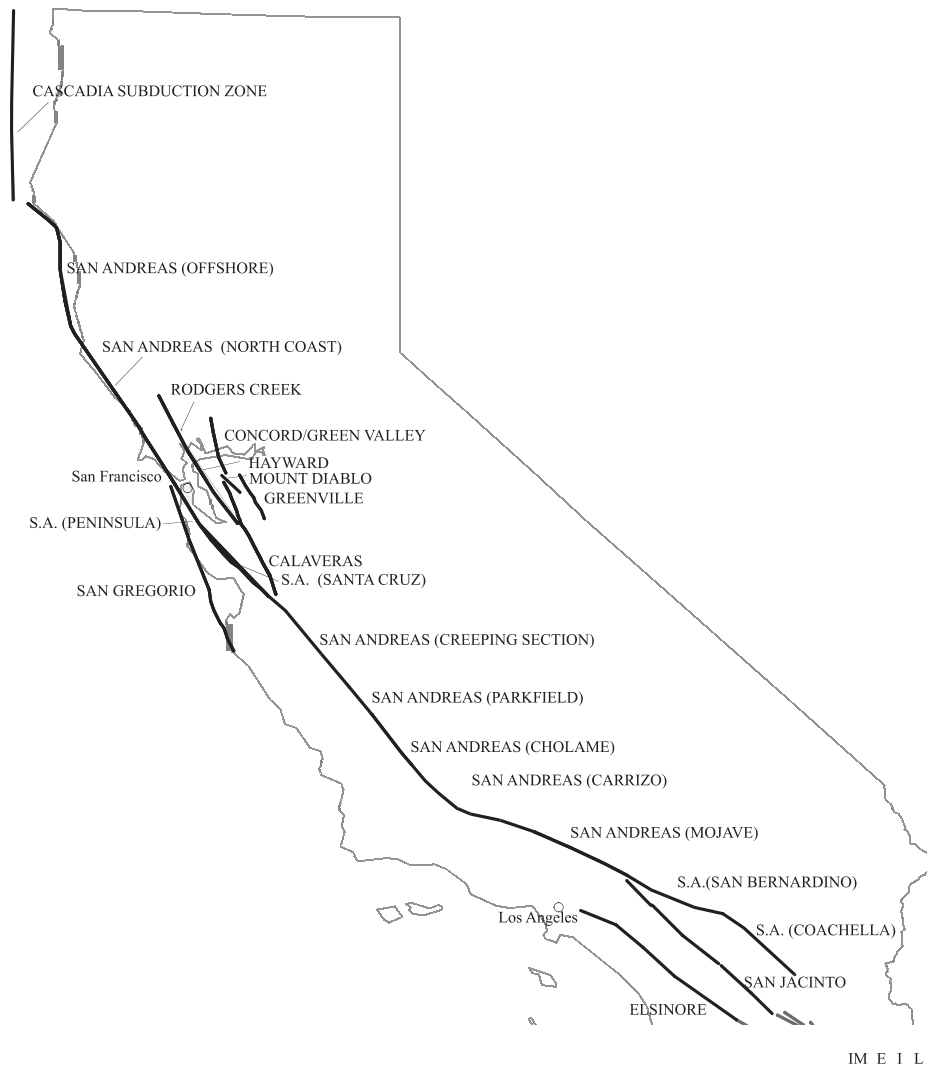 CASCADIA SUBDUCTION ZONE
SAN ANDREAS (OFFSHORE)
SAN ANDREAS (NORTH COAST)
RODGERS CREEK
CONCORD/GREEN VALLEY
HAYWARD
San Francisco
MOUNT DIABLO
GREENVILLE
S.A. (PENINSULA)
CALAVERAS
S.A. (SANTA CRUZ)
SAN GREGORIO
SAN ANDREAS (CREEPING SECTION)
SAN ANDREAS (PARKFIELD)
SAN ANDREAS (CHOLAME)
SAN ANDREAS (CARRIZO)
SAN ANDREAS (MOJAVE)
S.A.(SAN BERNARDINO)
Los Angeles
S.A. (COACHELLA)
SAN JACINTO
ELSINORE
IM E I L